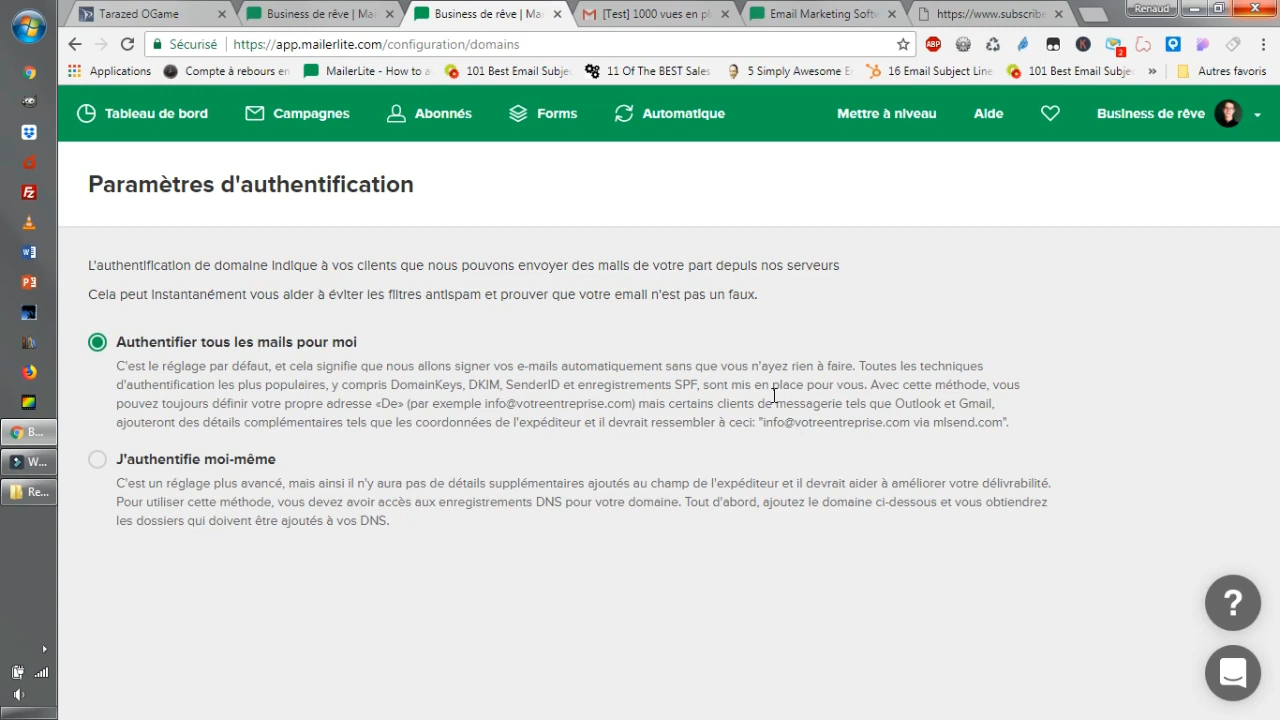 Tarazed OGame
Business de rêve | Mai
Business de rêve | Mai
[Test] 1000 vues en pl
Email Marketing Softw
https://www.subscribe
Renaud
Sécurisé
https://app.mailerlite.com/configuration/domains
ABP
K
2
Applications
Compte à rebours en
MailerLite - How to a
101 Best Email Subje
11 Of The BEST Sales
5 Simply Awesome E
16 Email Subject Line
101 Best Email Subje
»
Autres favoris
Tableau de bord
Campagnes
Abonnés
Forms
Automatique
Mettre à niveau
Aide
Business de rêve
Paramètres d'authentification
L'authentification de domaine indique à vos clients que nous pouvons envoyer des mails de votre part depuis nos serveurs
Cela peut instantanément vous aider à éviter les filtres antispam et prouver que votre email n'est pas un faux.
Authentifier tous les mails pour moi
C'est le réglage par défaut, et cela signifie que nous allons signer vos e-mails automatiquement sans que vous n'ayez rien à faire. Toutes les techniques
d'authentification les plus populaires, y compris DomainKeys, DKIM, SenderID et enregistrements SPF, sont mis en place pour vous. Avec cette méthode, vous
pouvez toujours définir votre propre adresse «De» (par exemple info@votreentreprise.com) mais certains clients de messagerie tels que Outlook et Gmail,
ajouteront des détails complémentaires tels que les coordonnées de l'expéditeur et il devrait ressembler à ceci: "info@votreentreprise.com via mlsend.com".
J'authentifie moi-même
C'est un réglage plus avancé, mais ainsi il n'y aura pas de détails supplémentaires ajoutés au champ de l'expéditeur et il devrait aider à améliorer votre délivrabilité.
Pour utiliser cette méthode, vous devez avoir accès aux enregistrements DNS pour votre domaine. Tout d'abord, ajoutez le domaine ci-dessous et vous obtiendrez
les dossiers qui doivent être ajoutés à vos DNS.
B...
W...
Re...
?